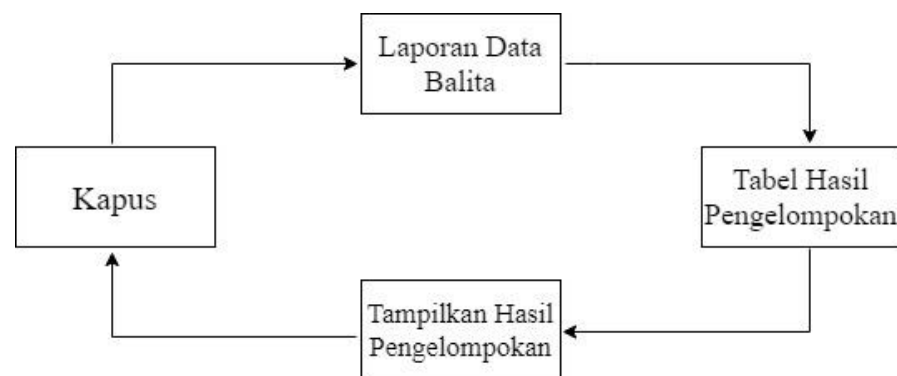 Laporan Data
Balita
Kapus
Tabel Hasil
Pengelompokan
Tampilkan Hasil
Pengelompokan